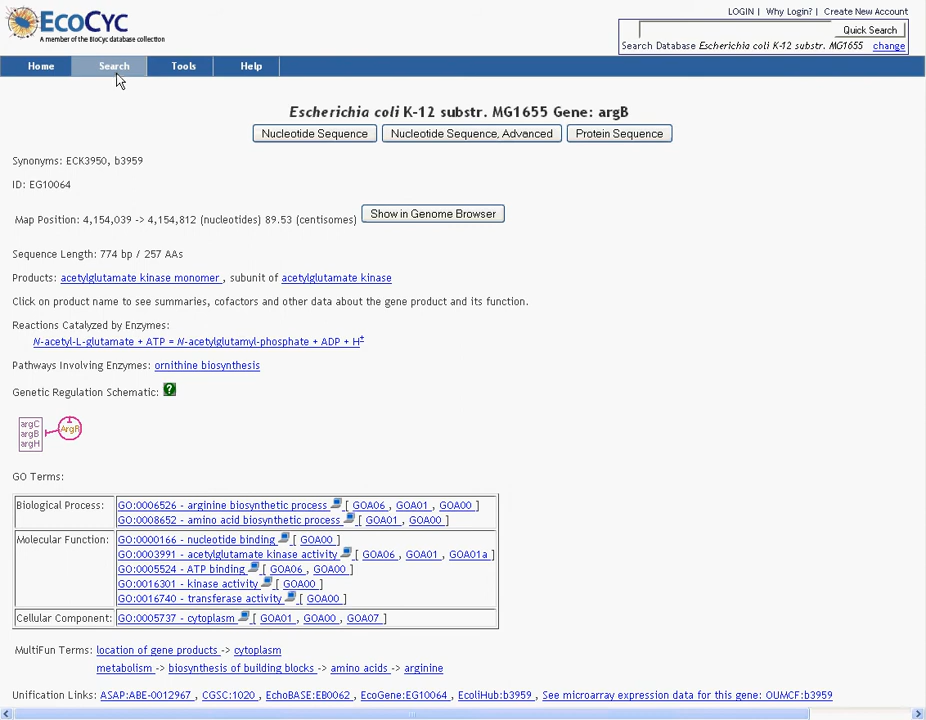 LOGIN | Why Login? | Create New Account
EcoCyc
A member of the BioCyc database collection
Quick Search
Search Database Escherichia coli K-12 substr. MG1655 change
Home Search Tools Help
Escherichia coli K-12 substr. MG1655 Gene: argB
Nucleotide Sequence Nucleotide Sequence, Advanced Protein Sequence
Synonyms: ECK3950, b3959
ID: EG10064
Map Position: 4,154,039 -> 4,154,812 (nucleotides) 89.53 (centisomes) Show in Genome Browser
Sequence Length: 774 bp / 257 AAs
Products: acetylglutamate kinase monomer , subunit of acetylglutamate kinase
Click on product name to see summaries, cofactors and other data about the gene product and its function.
Reactions Catalyzed by Enzymes:
N-acetyl-L-glutamate + ATP = N-acetylglutamyl-phosphate + ADP + H+
Pathways Involving Enzymes: ornithine biosynthesis
Genetic Regulation Schematic: ?
argC
argB ArgR
argH
GO Terms:
Biological Process: GO:0006526 - arginine biosynthetic process [ GOA06 , GOA01 , GOA00 ]
GO:0008652 - amino acid biosynthetic process [ GOA01 , GOA00 ]
Molecular Function: GO:0000166 - nucleotide binding [ GOA00 ]
GO:0003991 - acetylglutamate kinase activity [ GOA06 , GOA01 , GOA01a ]
GO:0005524 - ATP binding [ GOA06 , GOA00 ]
GO:0016301 - kinase activity [ GOA00 ]
GO:0016740 - transferase activity [ GOA00 ]
Cellular Component: GO:0005737 - cytoplasm [ GOA01 , GOA00 , GOA07 ]
MultiFun Terms: location of gene products -> cytoplasm
metabolism -> biosynthesis of building blocks -> amino acids -> arginine
Unification Links: ASAP:ABE-0012967 , CGSC:1020 , EchoBASE:EB0062 , EcoGene:EG10064 , EcoliHub:b3959 , See microarray expression data for this gene: OUMCF:b3959